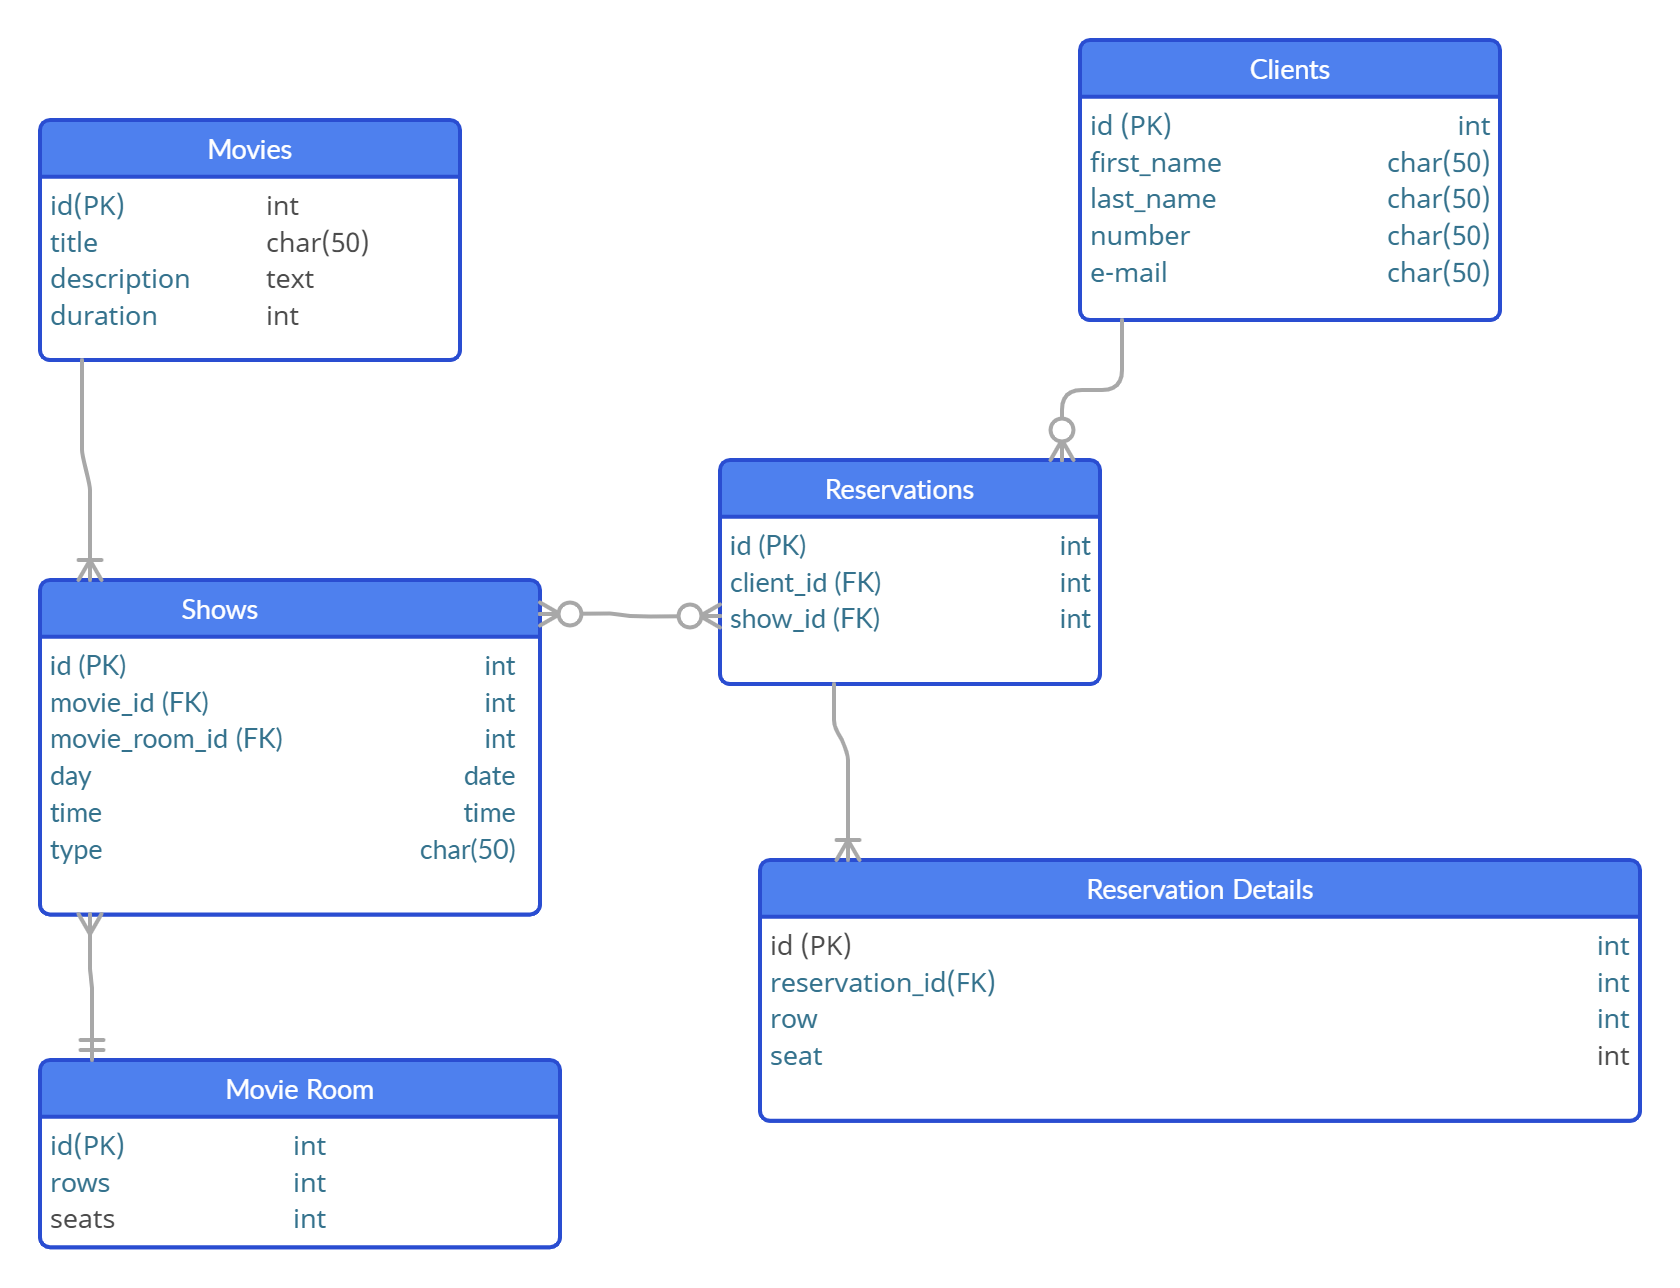 Clients
id (PK) int
first_name char(50)
last_name char(50)
number char(50)
e-mail char(50)
Movies
id(PK) int
title char(50)
description text
duration int
Reservations
id (PK) int
client_id (FK) int
show_id (FK) int
Shows
id (PK) int
movie_id (FK) int
movie_room_id (FK) int
day date
time time
type char(50)
Reservation Details
id (PK) int
reservation_id(FK) int
row int
seat int
Movie Room
id(PK) int
rows int
seats int